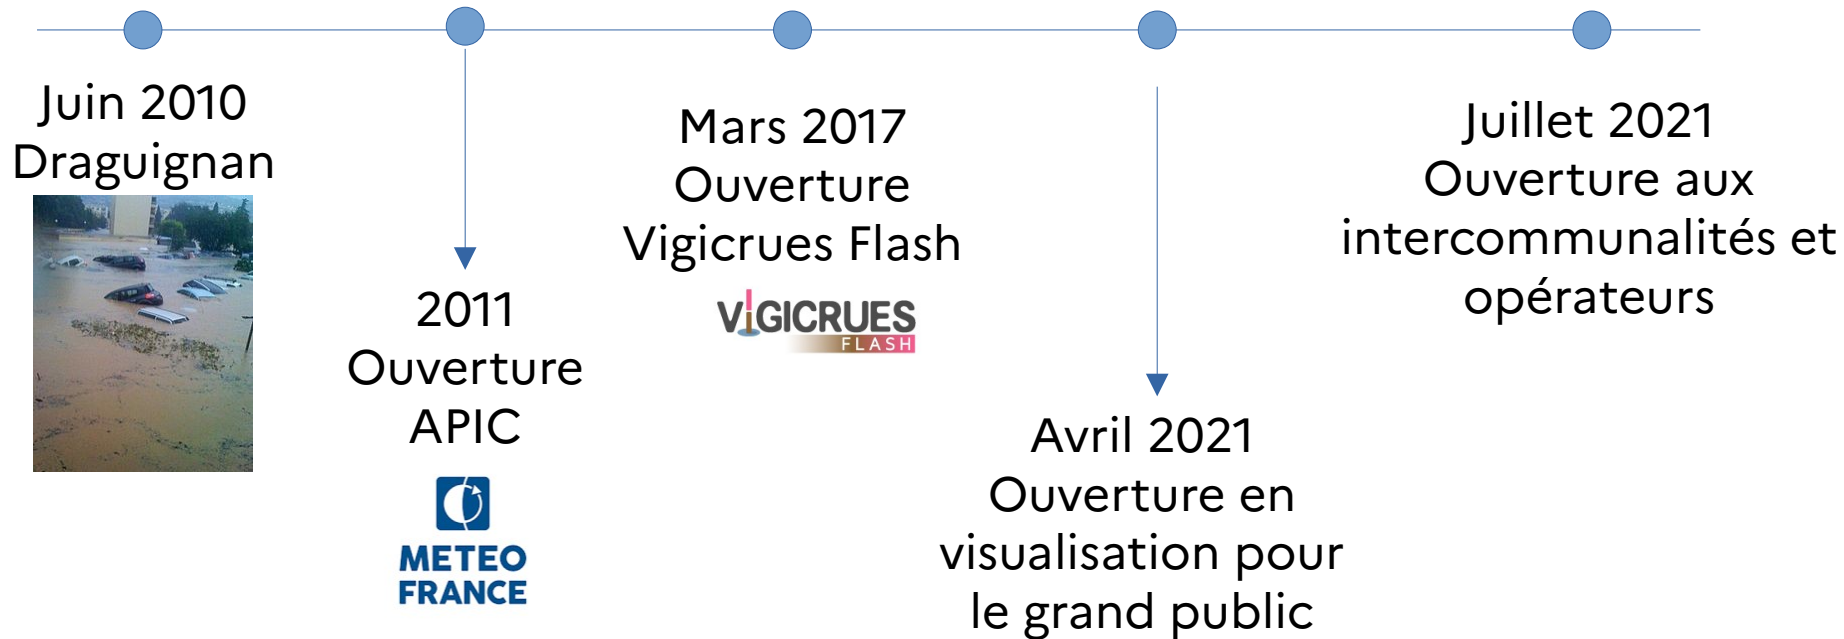 Juin 2010
Draguignan
2011
Ouverture
APIC
METEO
FRANCE
Mars 2017
Ouverture
Vigicrues Flash
VIGICRUES
FLASH
Avril 2021
Ouverture en
visualisation pour
le grand public
Juillet 2021
Ouverture aux
intercommunalités et
opérateurs